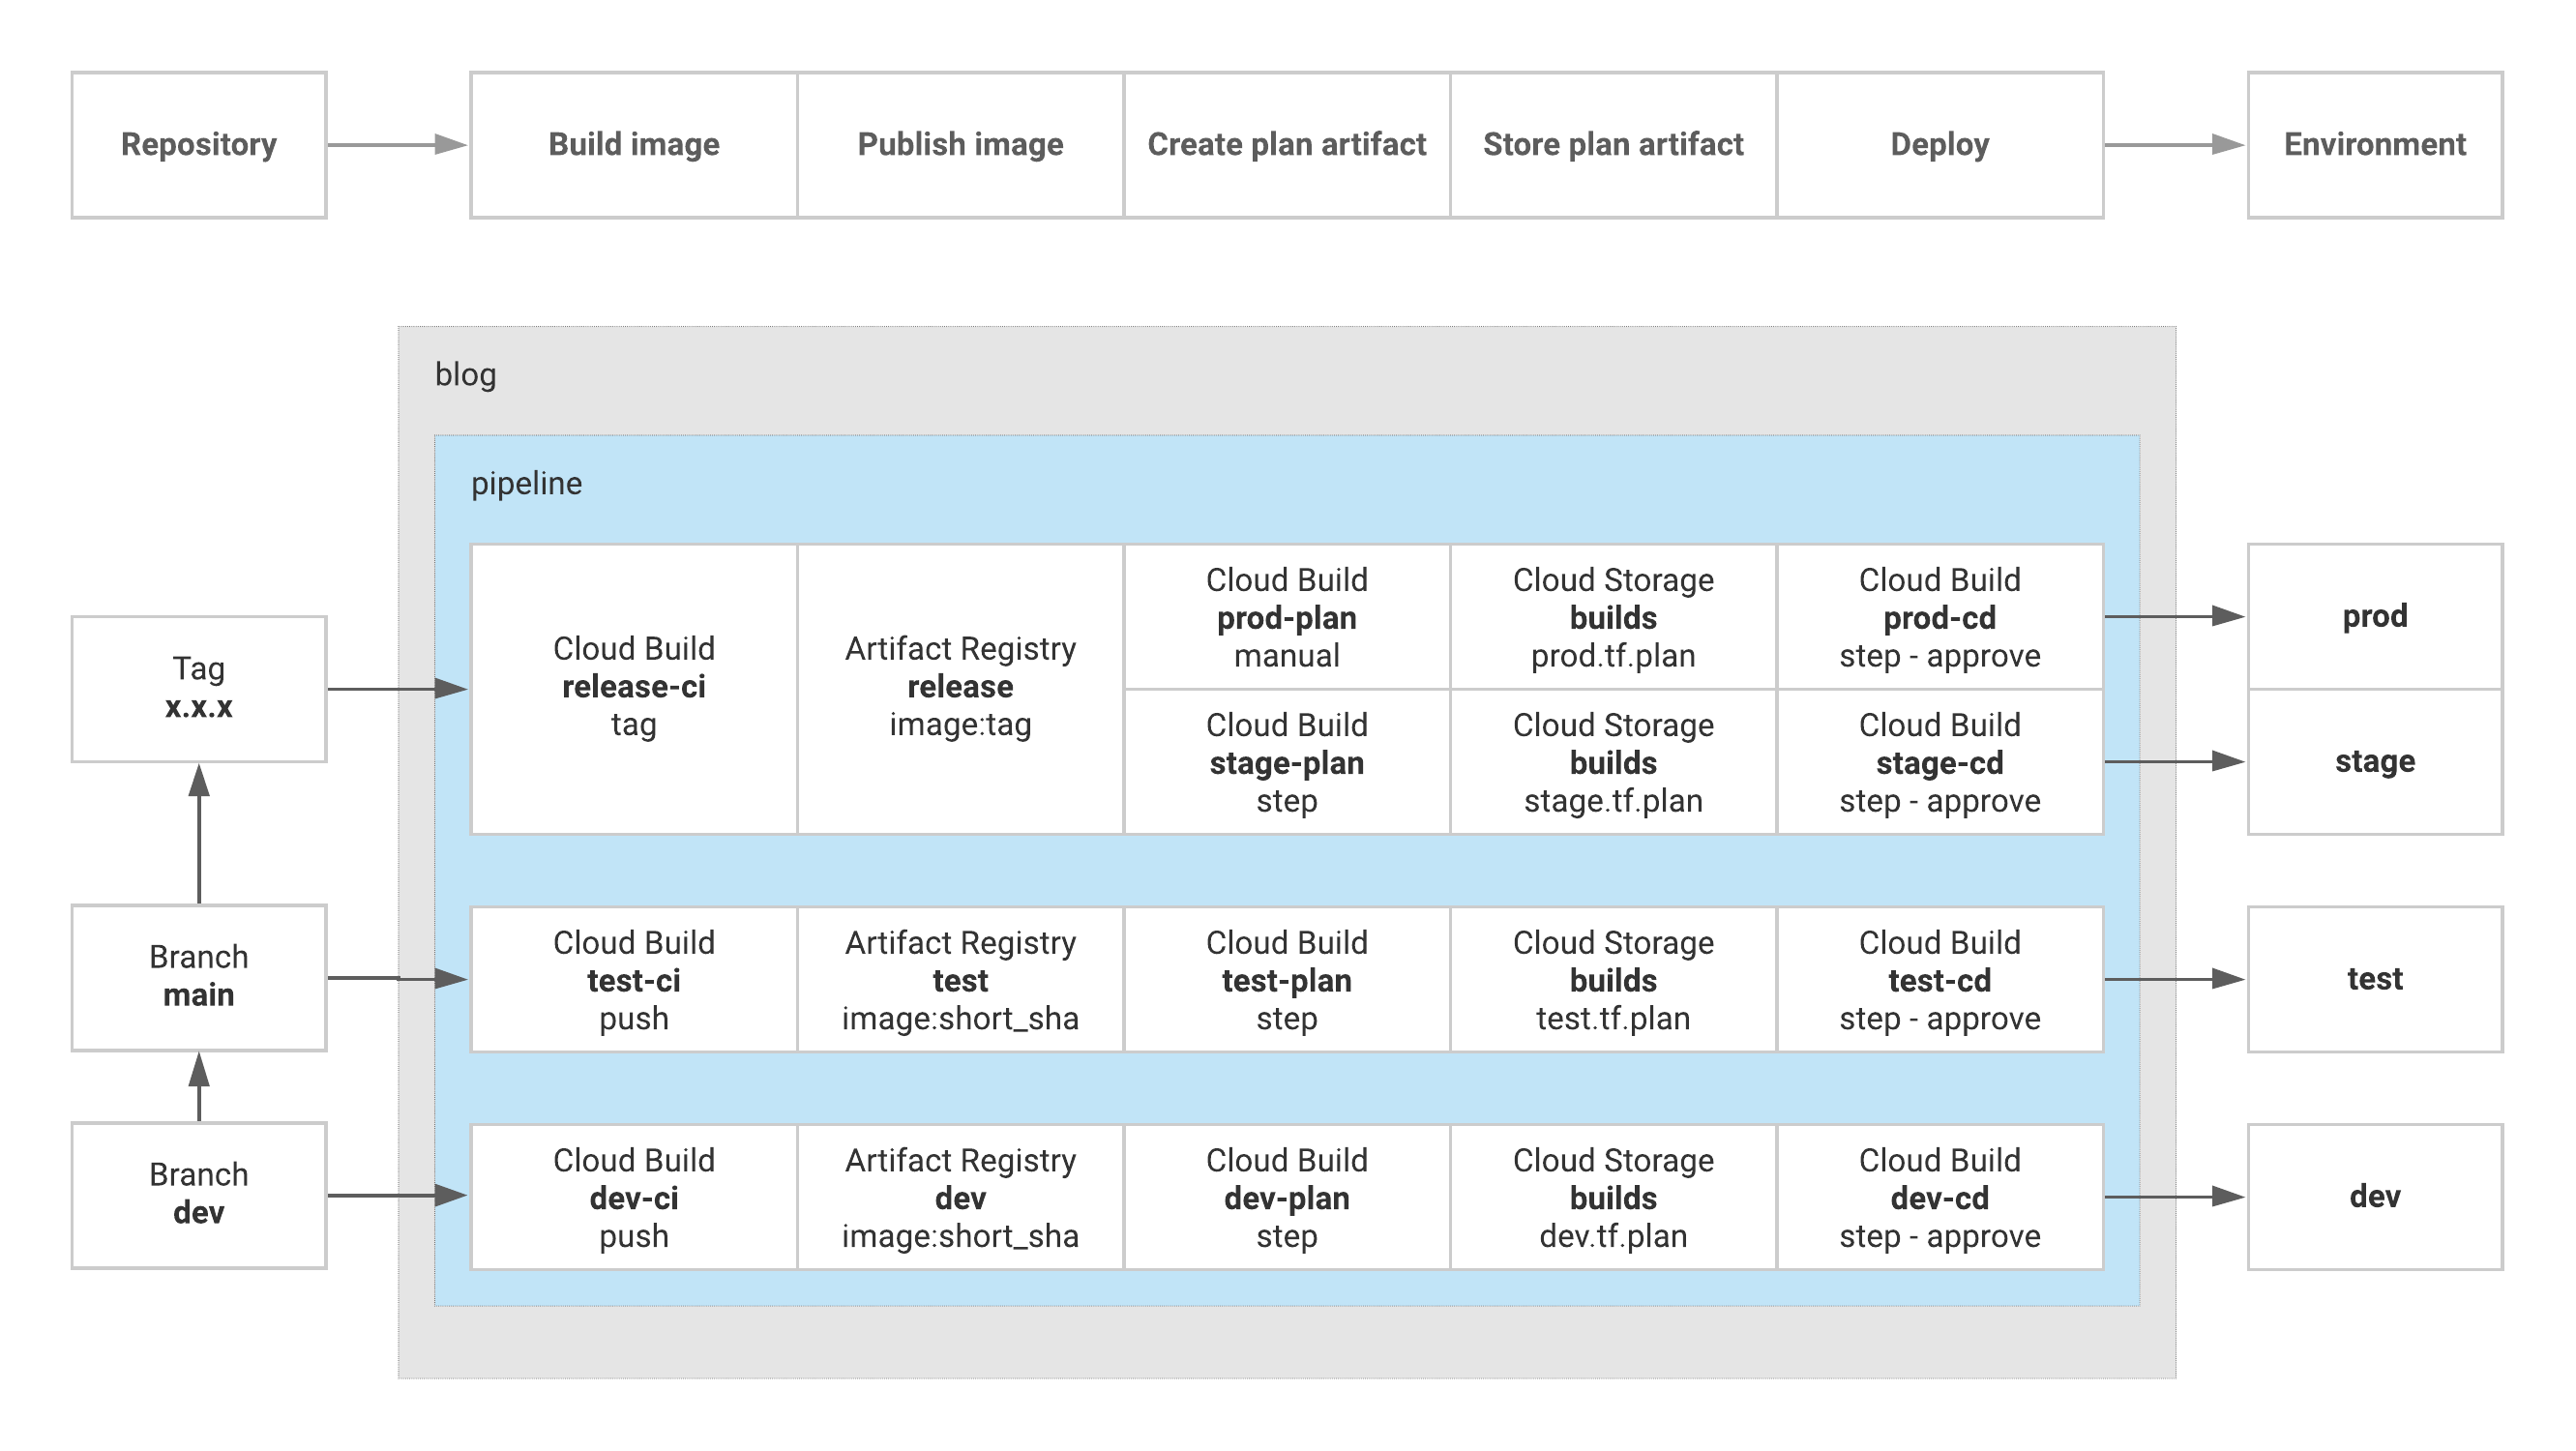 Repository
Build image
Publish image
Create plan artifact
Store plan artifact
Deploy
Environment
blog
pipeline
Tag
x.x.x
Cloud Build
release-ci
tag
Artifact Registry
release
image:tag
Cloud Build
prod-plan
manual
Cloud Storage
builds
prod.tf.plan
Cloud Build
prod-cd
step - approve
prod
Cloud Build
stage-plan
step
Cloud Storage
builds
stage.tf.plan
Cloud Build
stage-cd
step - approve
stage
Branch
main
Cloud Build
test-ci
push
Artifact Registry
test
image:short_sha
Cloud Build
test-plan
step
Cloud Storage
builds
test.tf.plan
Cloud Build
test-cd
step - approve
test
Branch
dev
Cloud Build
dev-ci
push
Artifact Registry
dev
image:short_sha
Cloud Build
dev-plan
step
Cloud Storage
builds
dev.tf.plan
Cloud Build
dev-cd
step - approve
dev